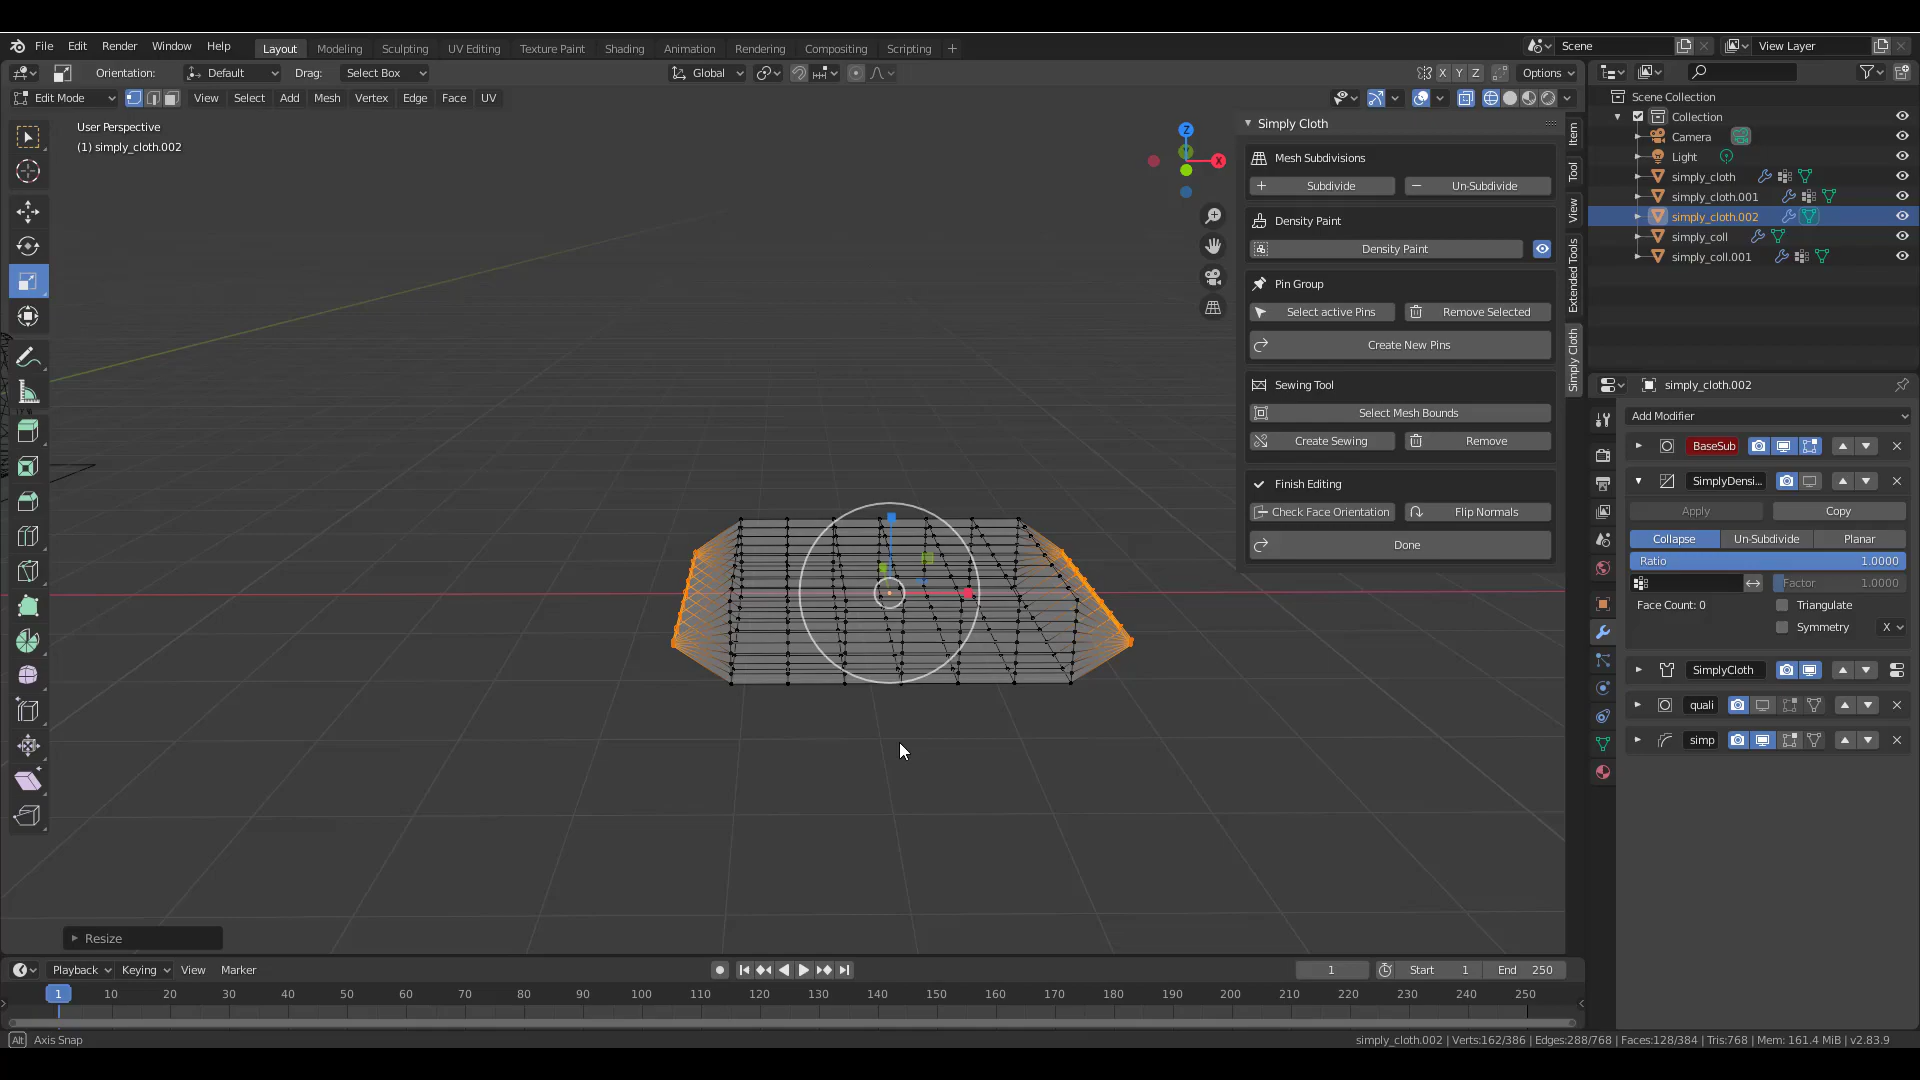 File Edit Render Window Help
Layout Modeling Sculpting UV Editing Texture Paint Shading Animation Rendering Compositing Scripting +
Scene
View Layer
Orientation: Default Drag: Select Box
Global
X Y Z Options
Edit Mode View Select Add Mesh Vertex Edge Face UV
User Perspective
(1) simply_cloth.002
Z
X
Simply Cloth
Mesh Subdivisions
Subdivide
Un-Subdivide
Density Paint
Density Paint
Pin Group
Select active Pins
Remove Selected
Create New Pins
Sewing Tool
Select Mesh Bounds
Create Sewing
Remove
Finish Editing
Check Face Orientation
Flip Normals
Done
Item
Tool
View
Extended Tools
Simply Cloth
Scene Collection
Collection
Camera
Light
simply_cloth
simply_cloth.001
simply_cloth.002
simply_coll
simply_coll.001
simply_cloth.002
Add Modifier
BaseSub
SimplyDensi...
Apply
Copy
Collapse Un-Subdivide Planar
Ratio 1.0000
Factor 1.0000
Face Count: 0
Triangulate
Symmetry X
SimplyCloth
quali
simp
Resize
Playback Keying View Marker
1
Start 1
End 250
1 10 20 30 40 50 60 70 80 90 100 110 120 130 140 150 160 170 180 190 200 210 220 230 240 250
Alt Axis Snap
simply_cloth.002 | Verts:162/386 | Edges:288/768 | Faces:128/384 | Tris:768 | Mem: 161.4 MiB | v2.83.9